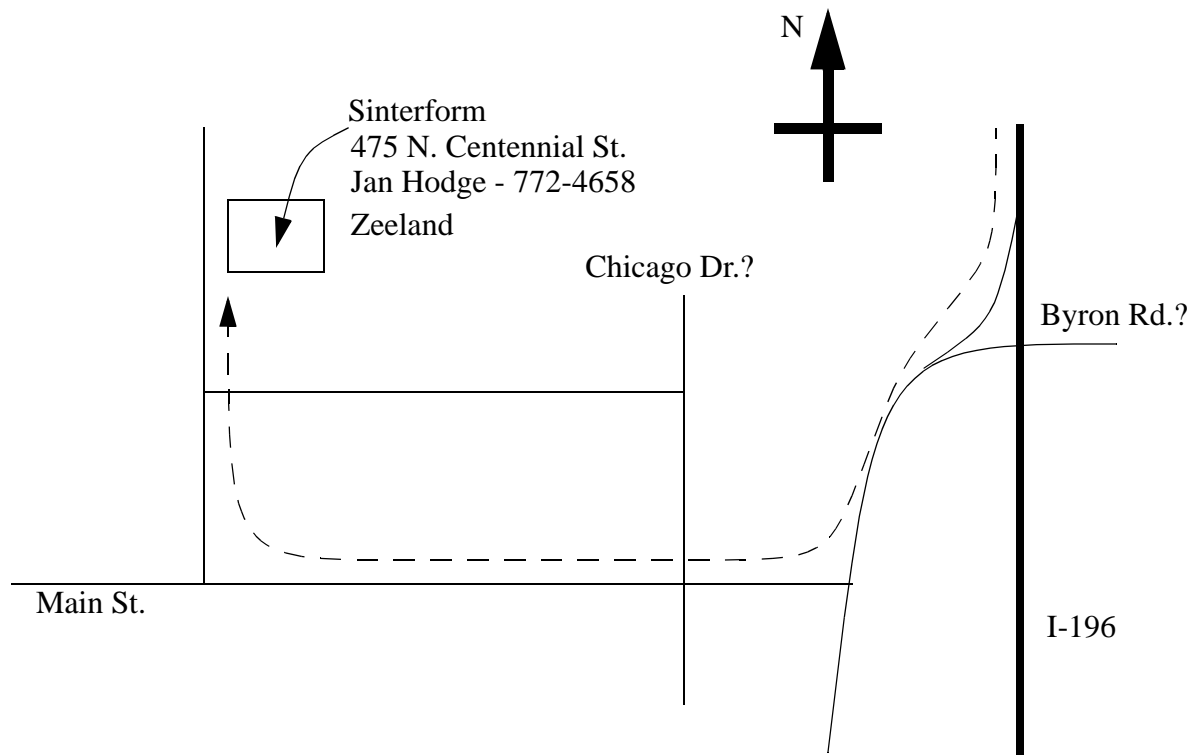 N
Sinterform
475 N. Centennial St.
Jan Hodge - 772-4658
Zeeland
Chicago Dr.?
Byron Rd.?
Main St.
I-196